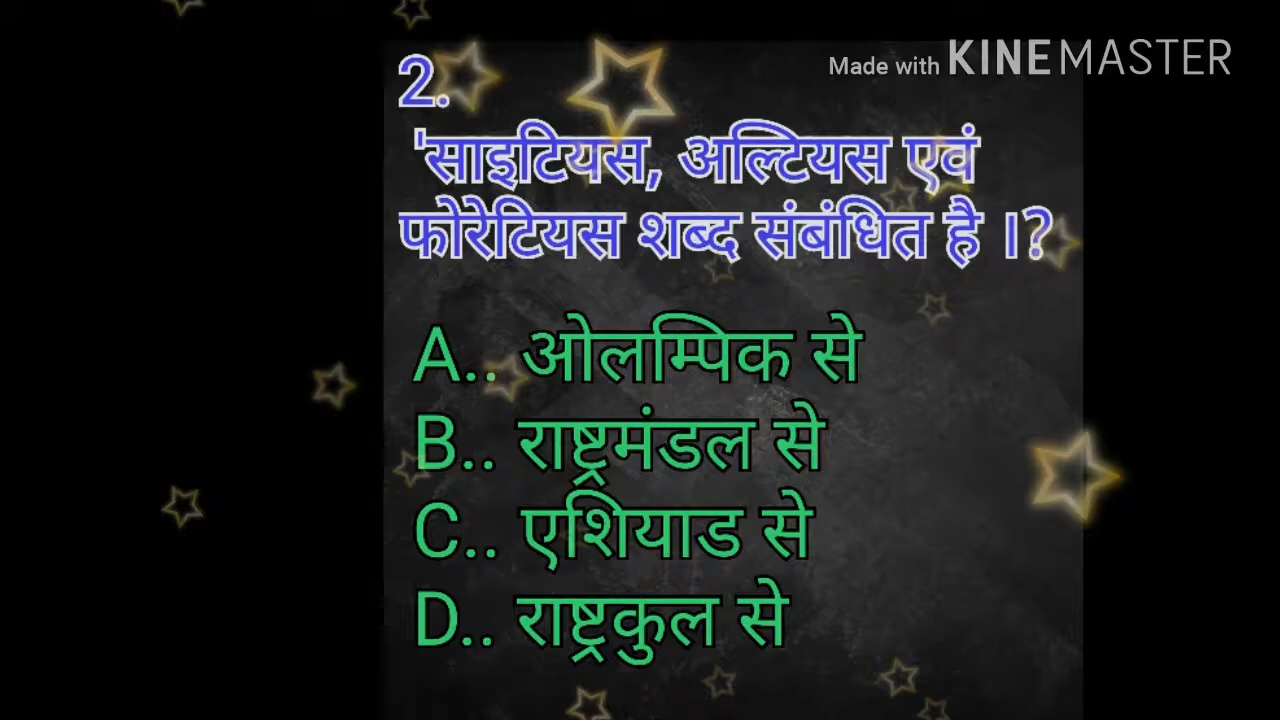 Made with KINEMASTER
2.
'साइटियस, अल्टियस एवं
फोरेटियस शब्द संबंधित है ।?
A.. ओलम्पिक से
B.. राष्ट्रमंडल से
C.. एशियाड से
D.. राष्ट्रकुल से